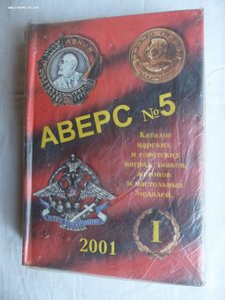 АВЕРС №5
Каталог
царских
и советских
наград, знаков,
жетонов
и настольных
медалей.
I
2001